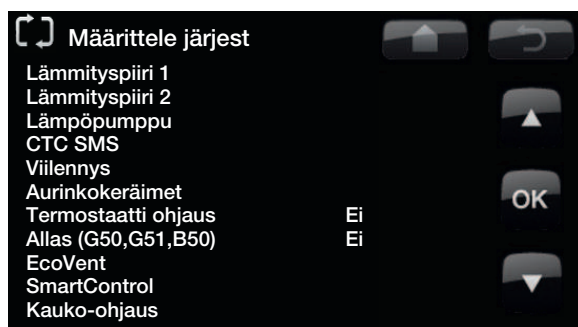 Määrittele järjest
Lämmityspiiri 1
Lämmityspiiri 2
Lämpöpumppu
CTC SMS
Viilennys
Aurinkokeräimet
Termostaatti ohjaus Ei
Allas (G50,G51,B50) Ei
EcoVent
SmartControl
Kauko-ohjaus
OK